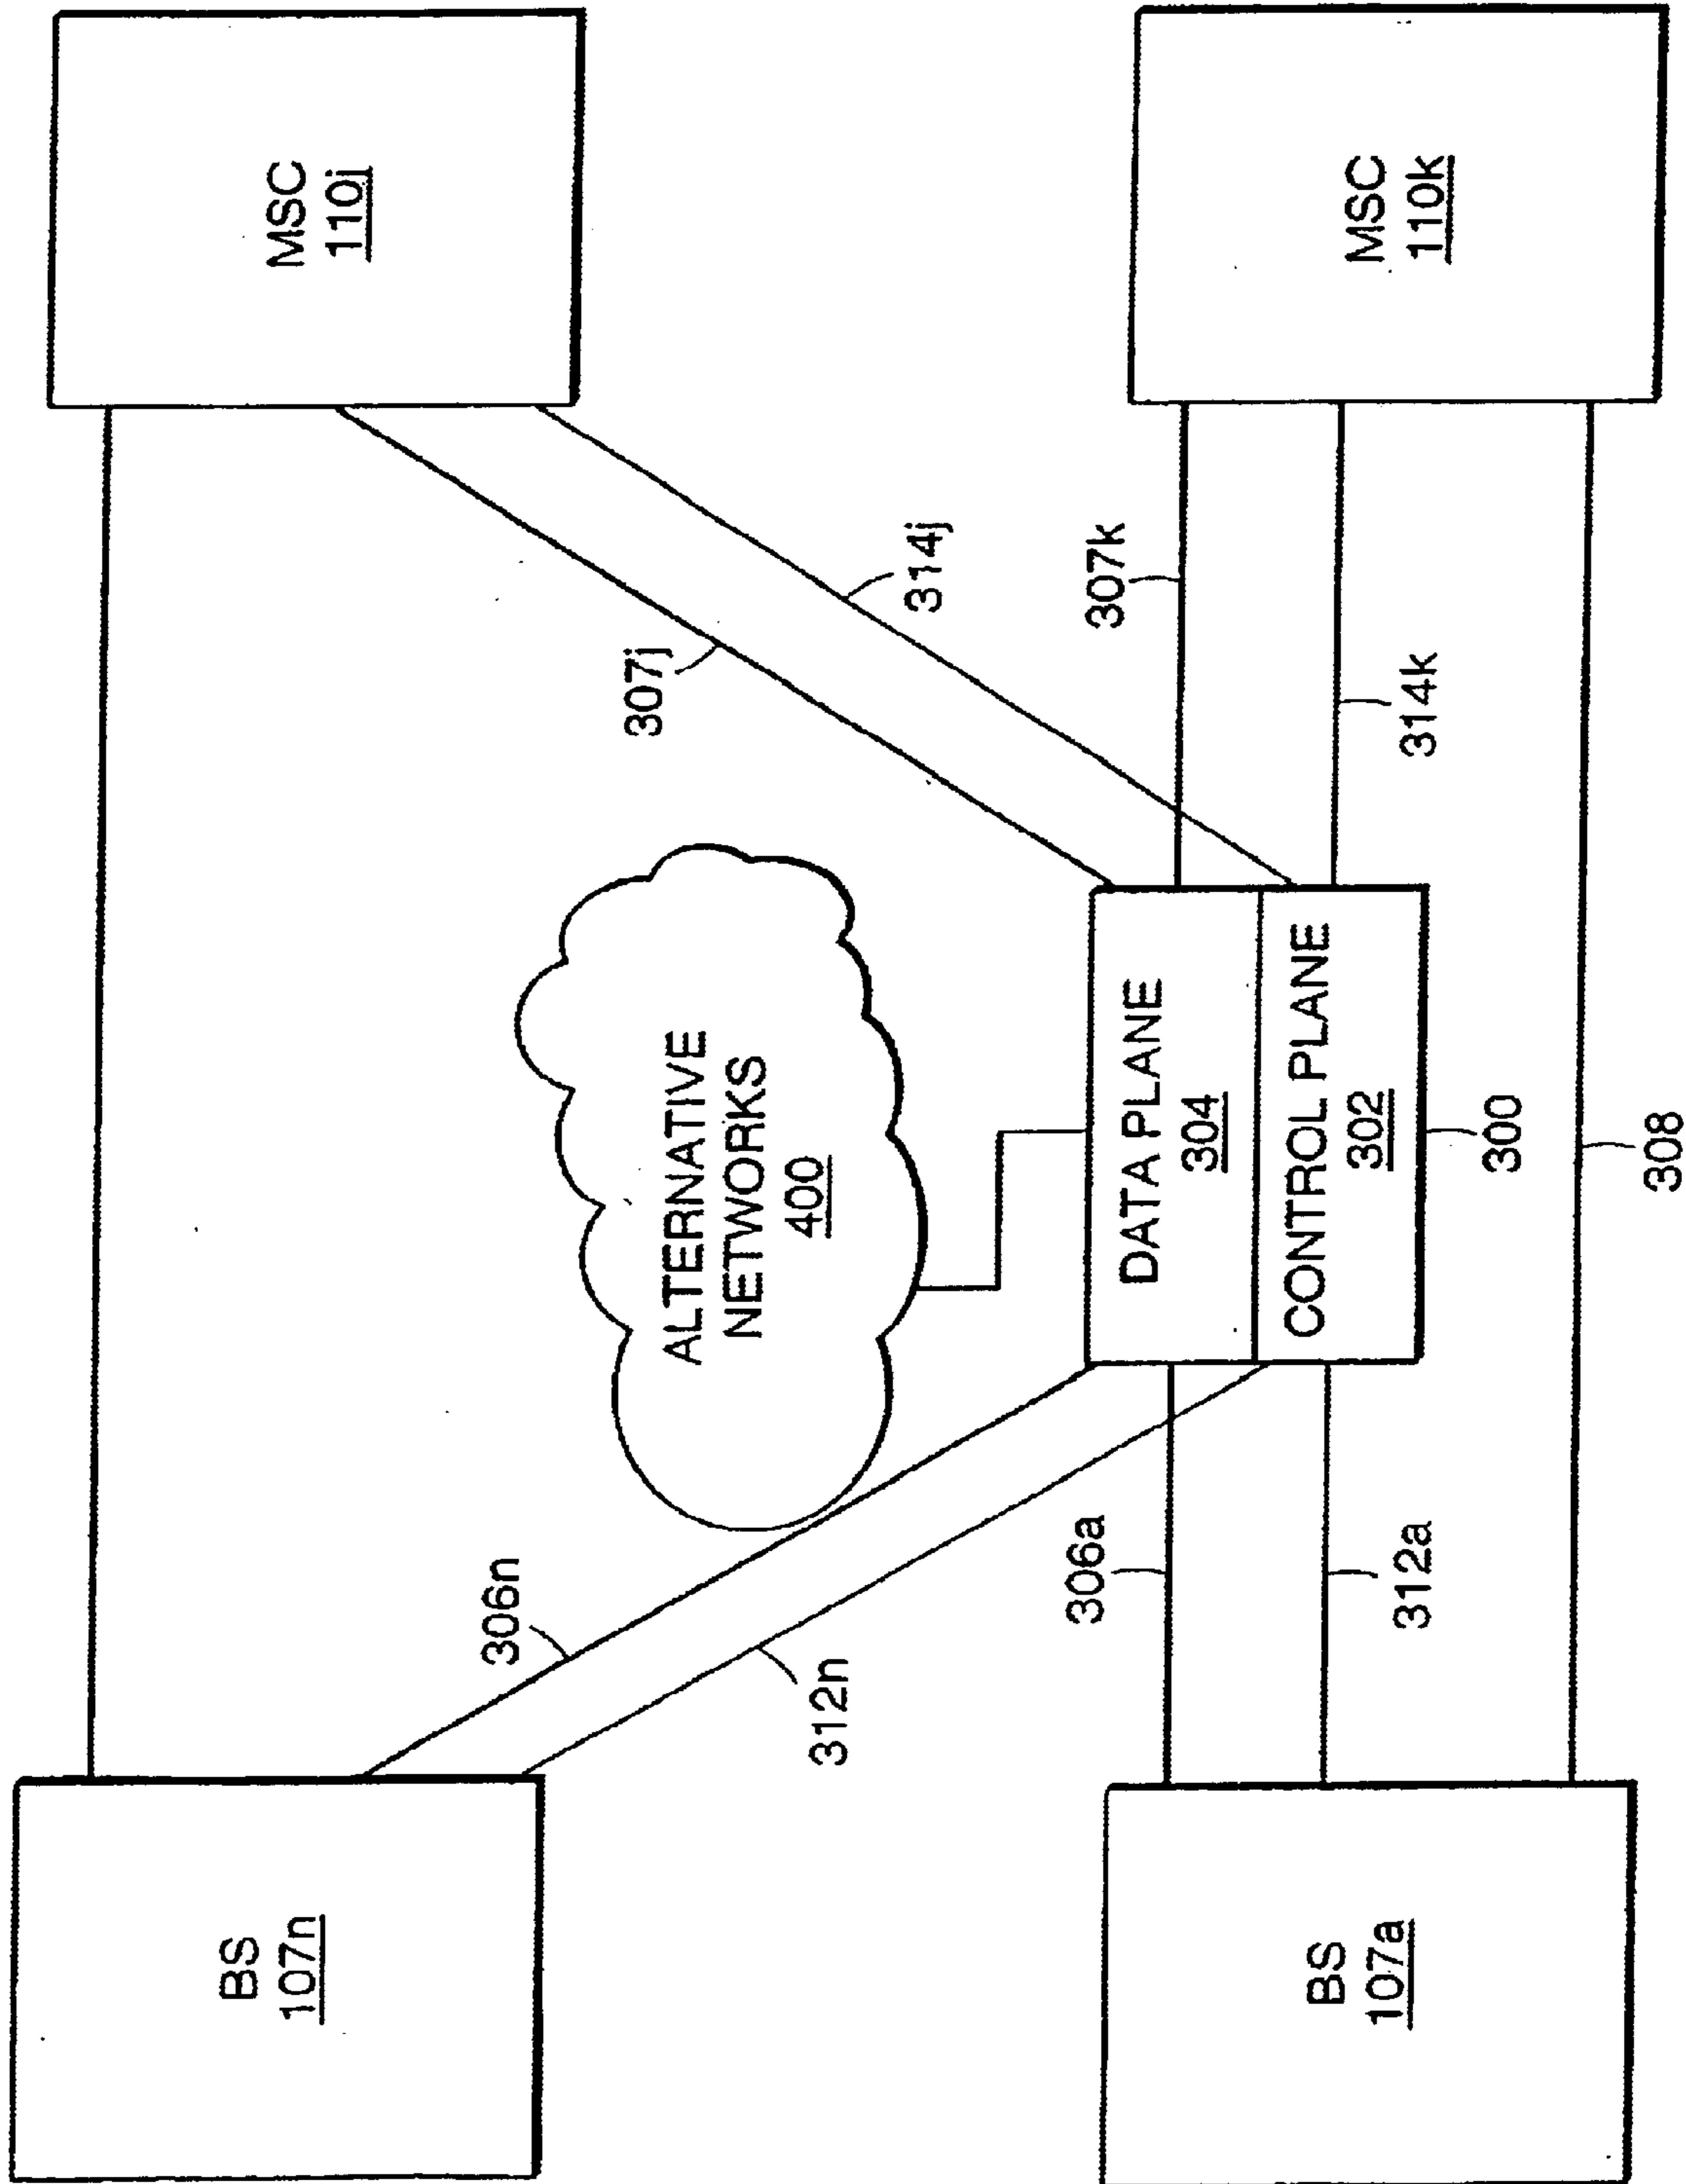 BS
107n
MSC
110j
306n
312n
307j
314j
ALTERNATIVE
NETWORKS
400
306a
312a
DATA PLANE
304
CONTROL PLANE
302
300
307k
314k
BS
107a
MSC
110k
308